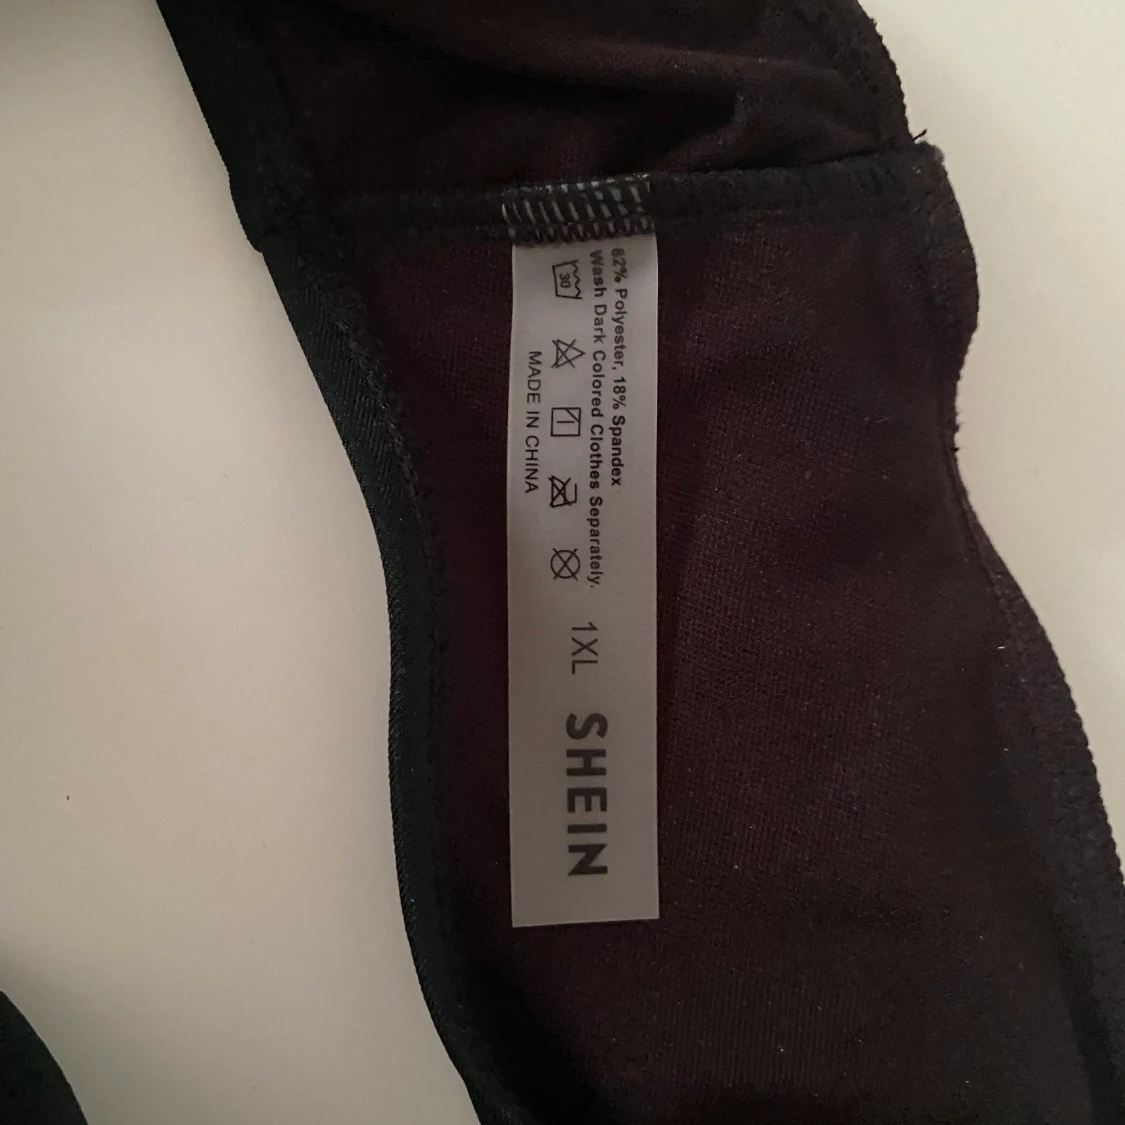 82% Polyester, 18% Spandex
Wash Dark Colored Clothes Separately.
30
MADE IN CHINA
1XL
SHEIN